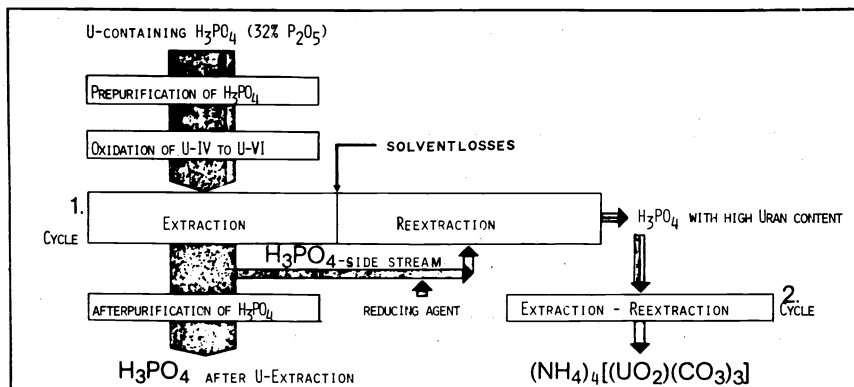 U-CONTAINING H₃PO₄ (32% P₂O₅)
PREPURIFICATION OF H₃PO₄
OXIDATION OF U-IV TO U-VI
SOLVENTLOSSES
1.
CYCLE
EXTRACTION
REEXTRACTION
H₃PO₄ WITH HIGH URAN CONTENT
H₃PO₄-SIDE STREAM
AFTERPURIFICATION OF H₃PO₄
REDUCING AGENT
EXTRACTION - REEXTRACTION
2.
CYCLE
H₃PO₄ AFTER U-EXTRACTION
(NH₄)₄[(UO₂)(CO₃)₃]